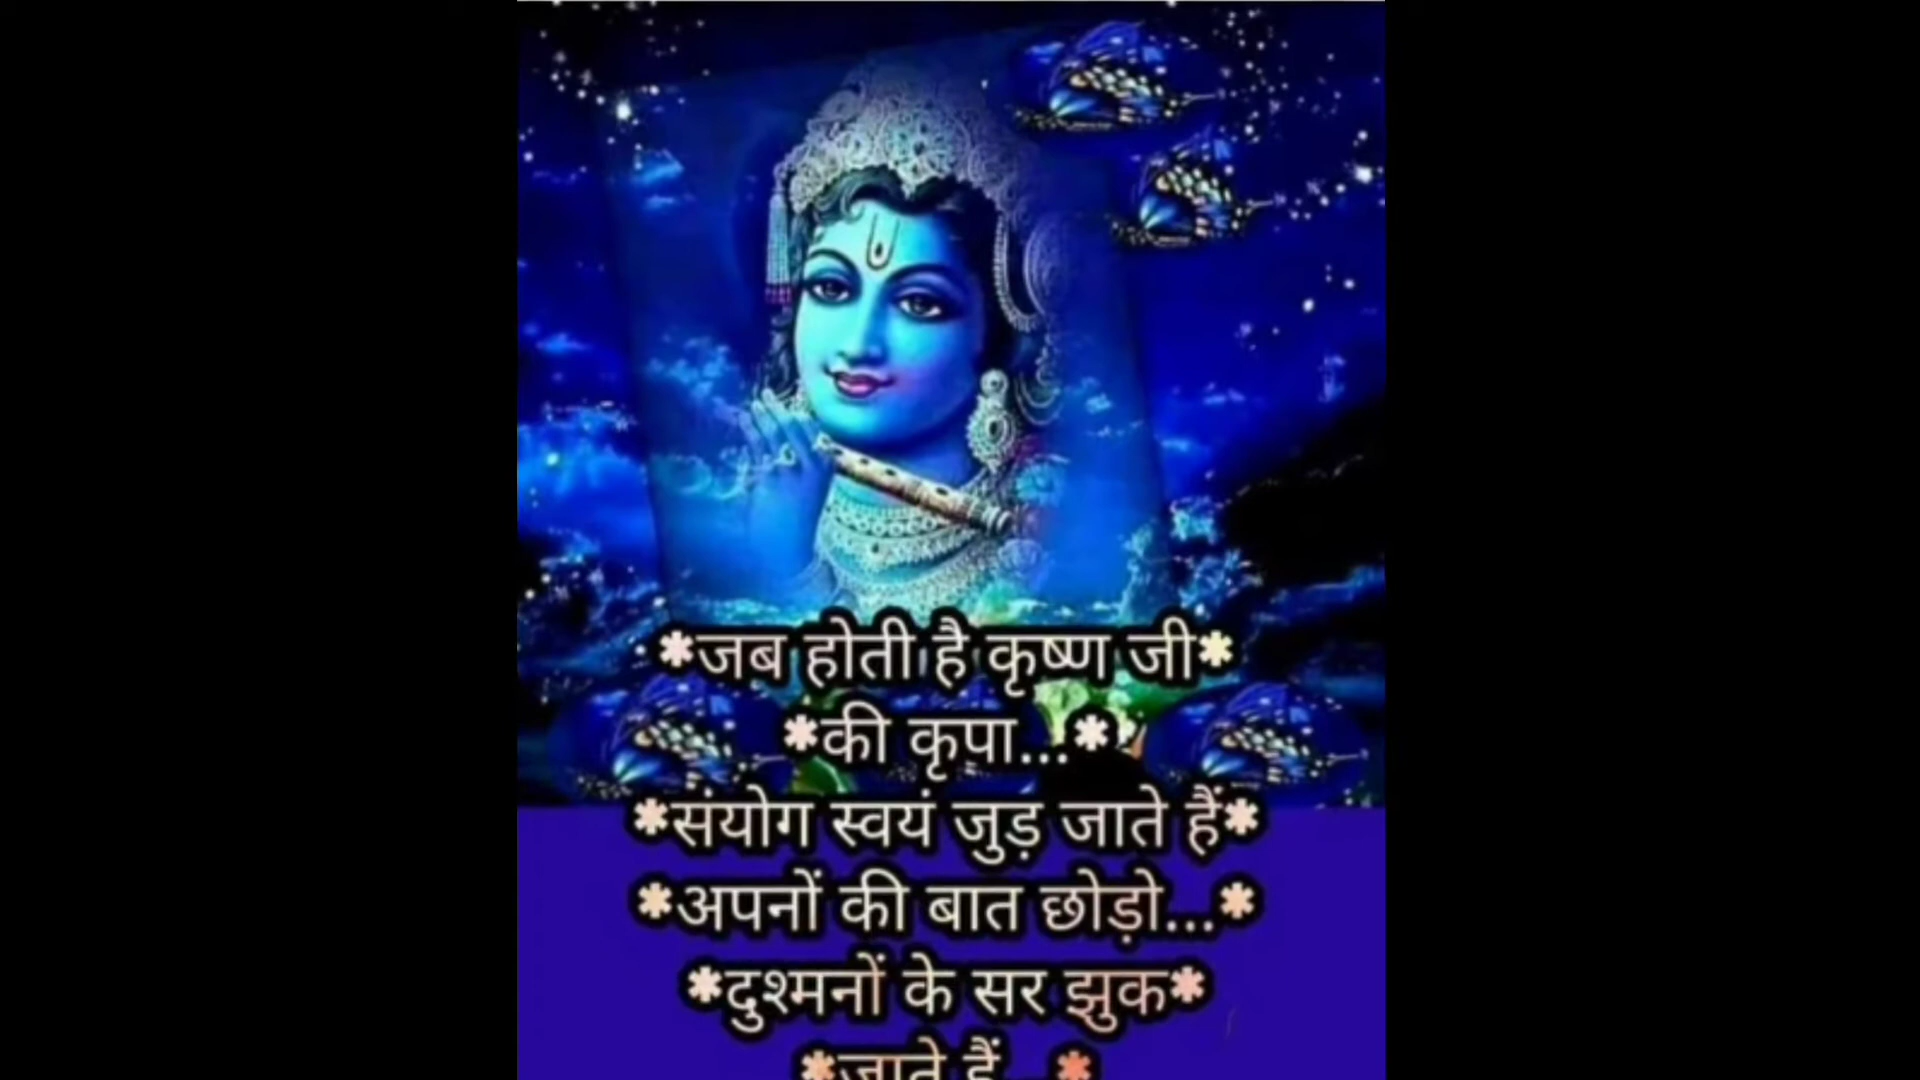 *जब होती है कृष्ण जी*
*की कृपा...*
*संयोग स्वयं जुड़ जाते हैं*
*अपनों की बात छोड़ो...*
*दुश्मनों के सर झुक*
*जाते हैं...*